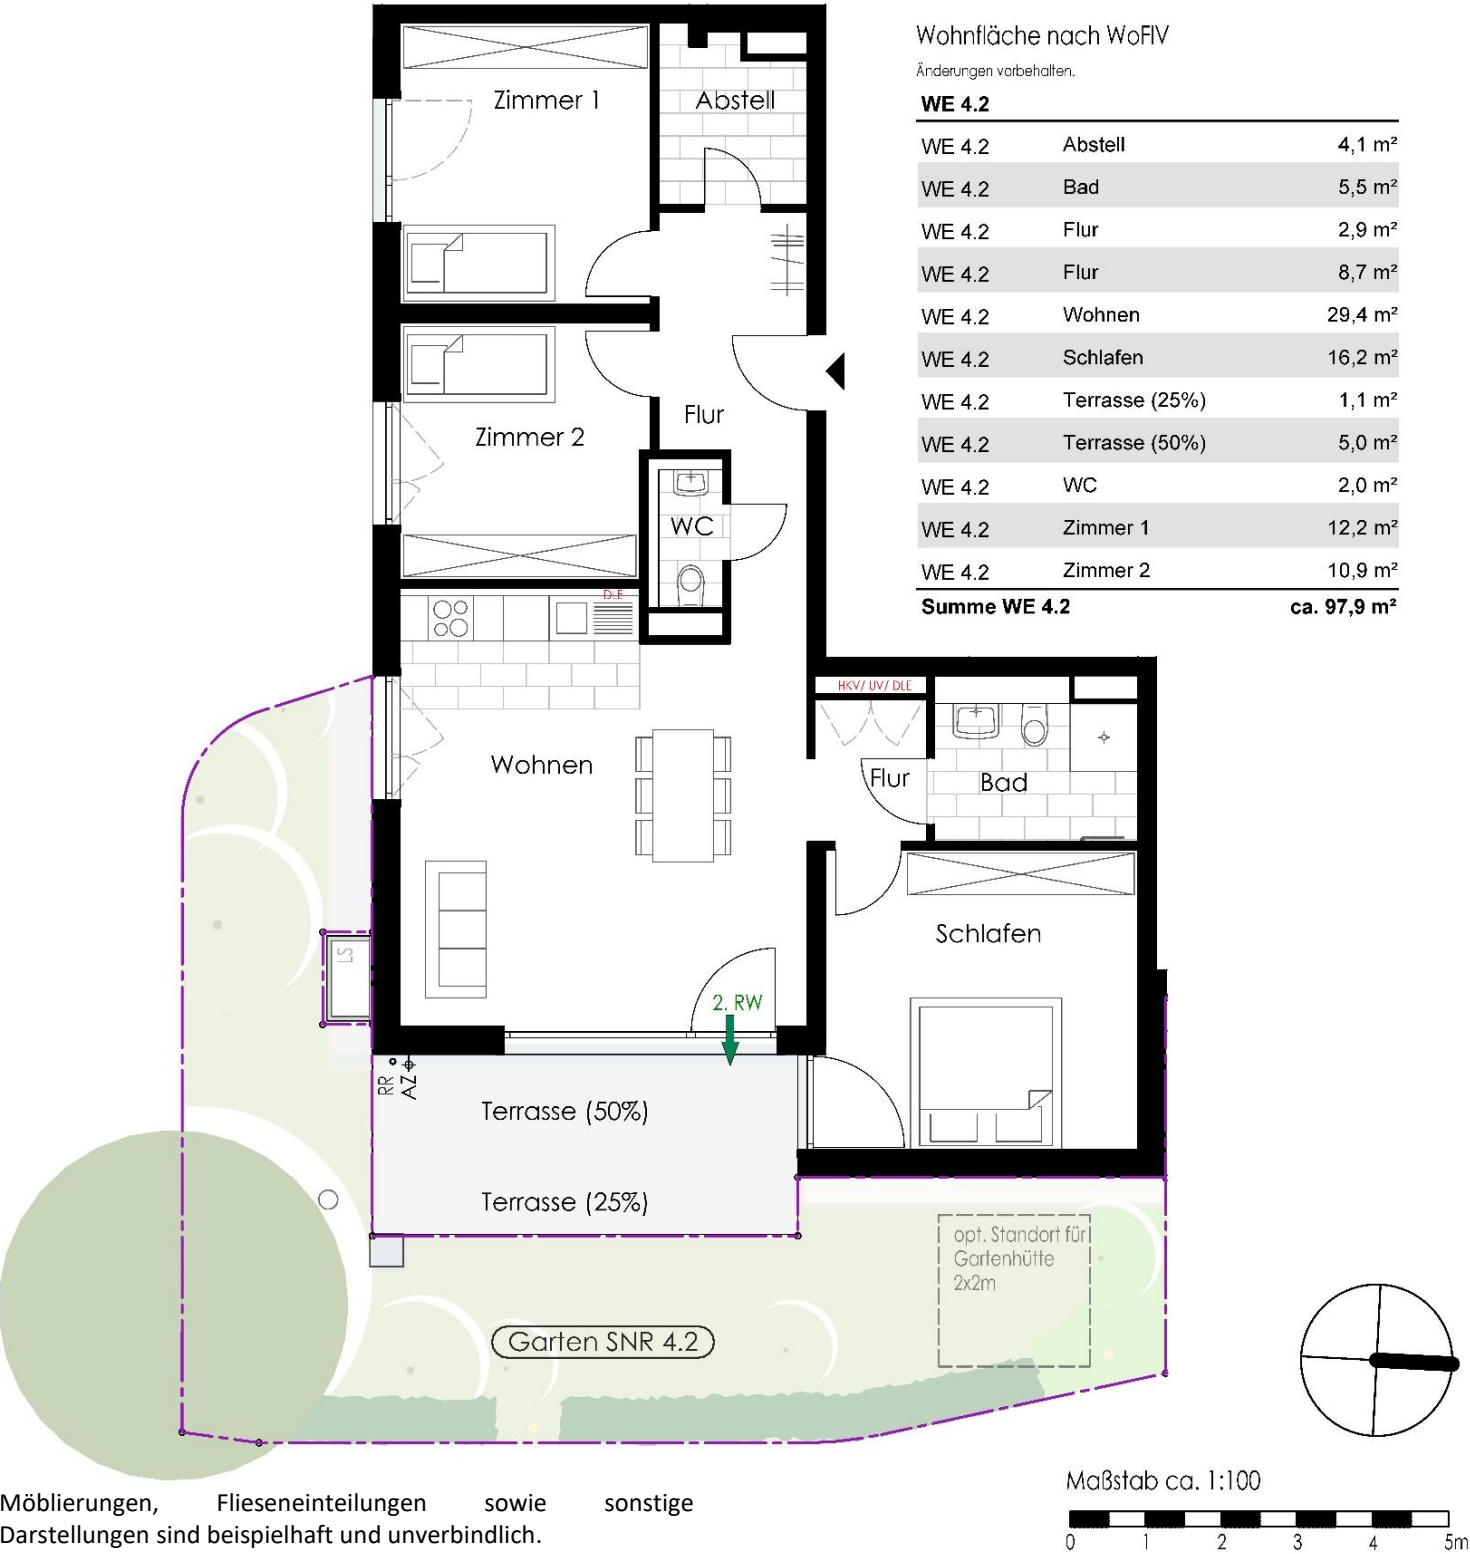 Wohnfläche nach WoFlV
Änderungen vorbehalten.
WE 4.2
WE 4.2 Abstell 4,1 m²
WE 4.2 Bad 5,5 m²
WE 4.2 Flur 2,9 m²
WE 4.2 Flur 8,7 m²
WE 4.2 Wohnen 29,4 m²
WE 4.2 Schlafen 16,2 m²
WE 4.2 Terrasse (25%) 1,1 m²
WE 4.2 Terrasse (50%) 5,0 m²
WE 4.2 WC 2,0 m²
WE 4.2 Zimmer 1 12,2 m²
WE 4.2 Zimmer 2 10,9 m²
Summe WE 4.2 ca. 97,9 m²
Zimmer 1
Abstell
Flur
Zimmer 2
WC
DLE
HKV/ UV/ DLE
Wohnen
Flur
Bad
Schlafen
LS
2. RW
RR
AZ
Terrasse (50%)
Terrasse (25%)
opt. Standort für
Gartenhütte
2x2m
Garten SNR 4.2
Maßstab ca. 1:100
0 1 2 3 4 5m
Möblierungen, Flieseneinteilungen sowie sonstige
Darstellungen sind beispielhaft und unverbindlich.